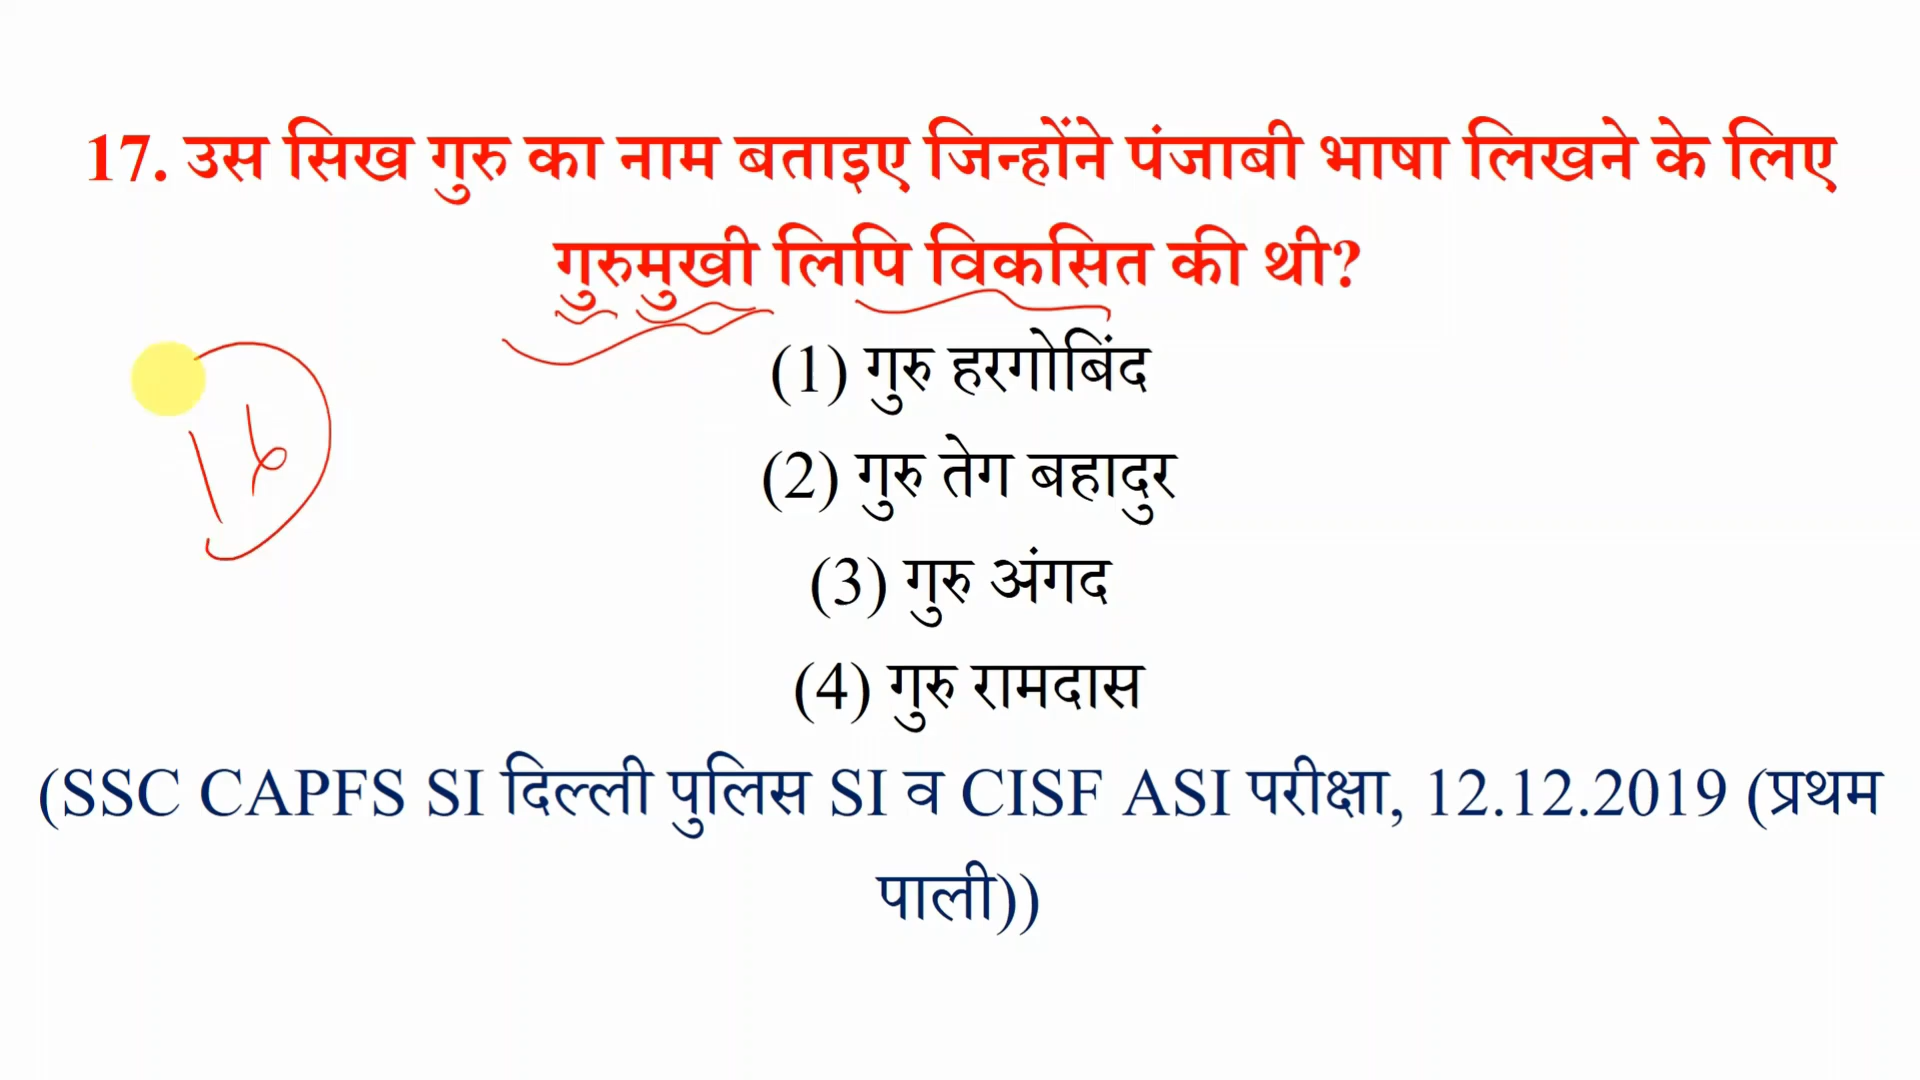 17. उस सिख गुरु का नाम बताइए जिन्होंने पंजाबी भाषा लिखने के लिए
गुरुमुखी लिपि विकसित की थी?
(1) गुरु हरगोबिंद
(2) गुरु तेग बहादुर
(3) गुरु अंगद
(4) गुरु रामदास
(SSC CAPFS SI दिल्ली पुलिस SI व CISF ASI परीक्षा, 12.12.2019 (प्रथम
पाली))